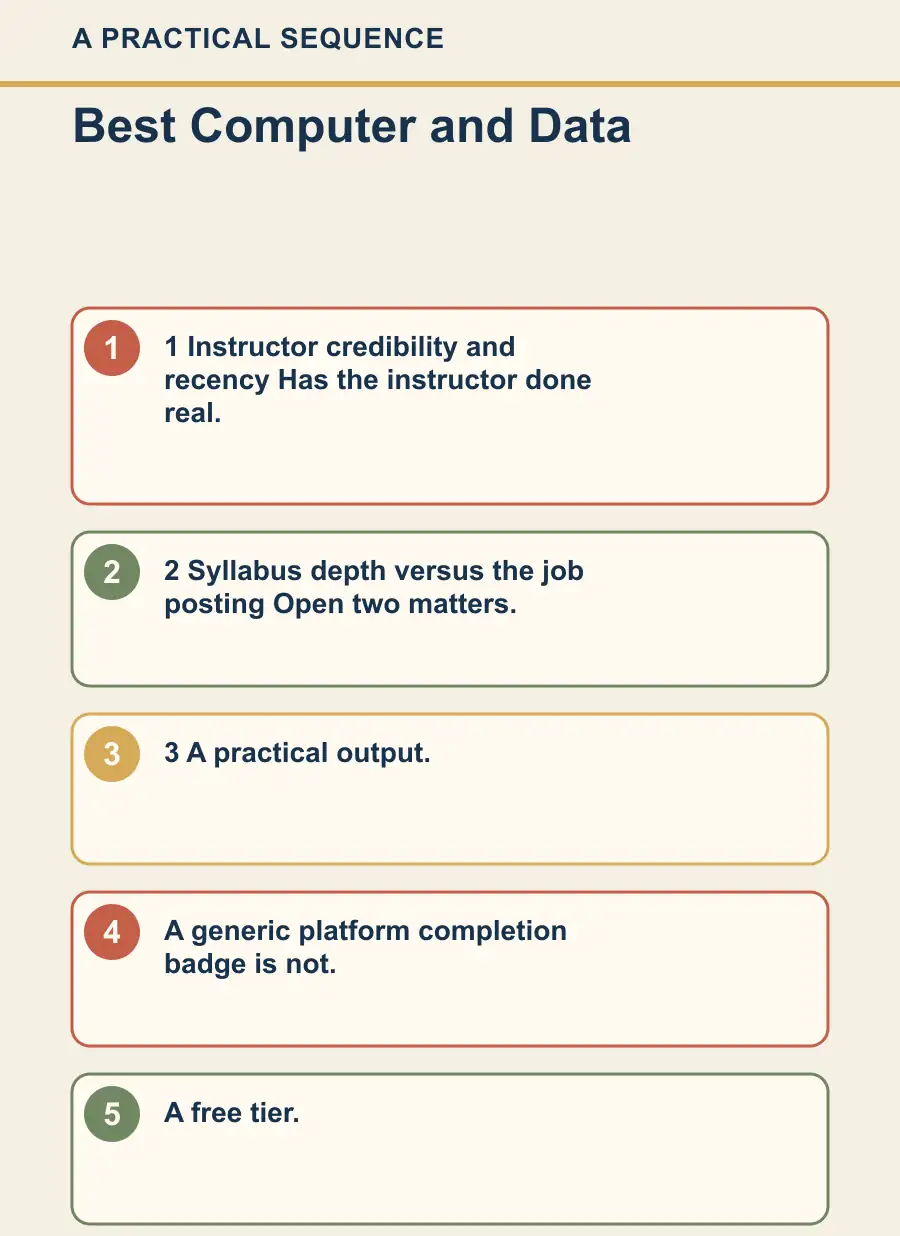 A PRACTICAL SEQUENCE
Best Computer and Data
1
1 Instructor credibility and
recency Has the instructor done
real.
2
2 Syllabus depth versus the job
posting Open two matters.
3
3 A practical output.
4
A generic platform completion
badge is not.
5
A free tier.